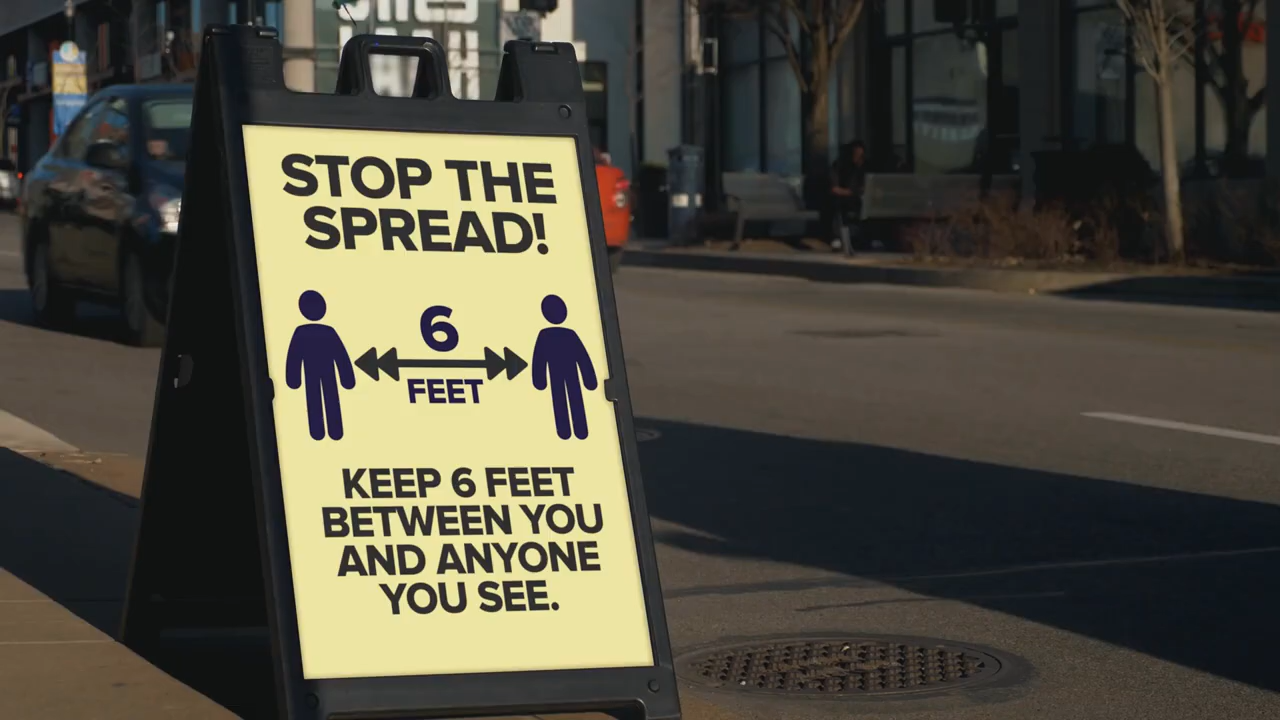 STOP THE
SPREAD!
6
FEET
KEEP 6 FEET
BETWEEN YOU
AND ANYONE
YOU SEE.